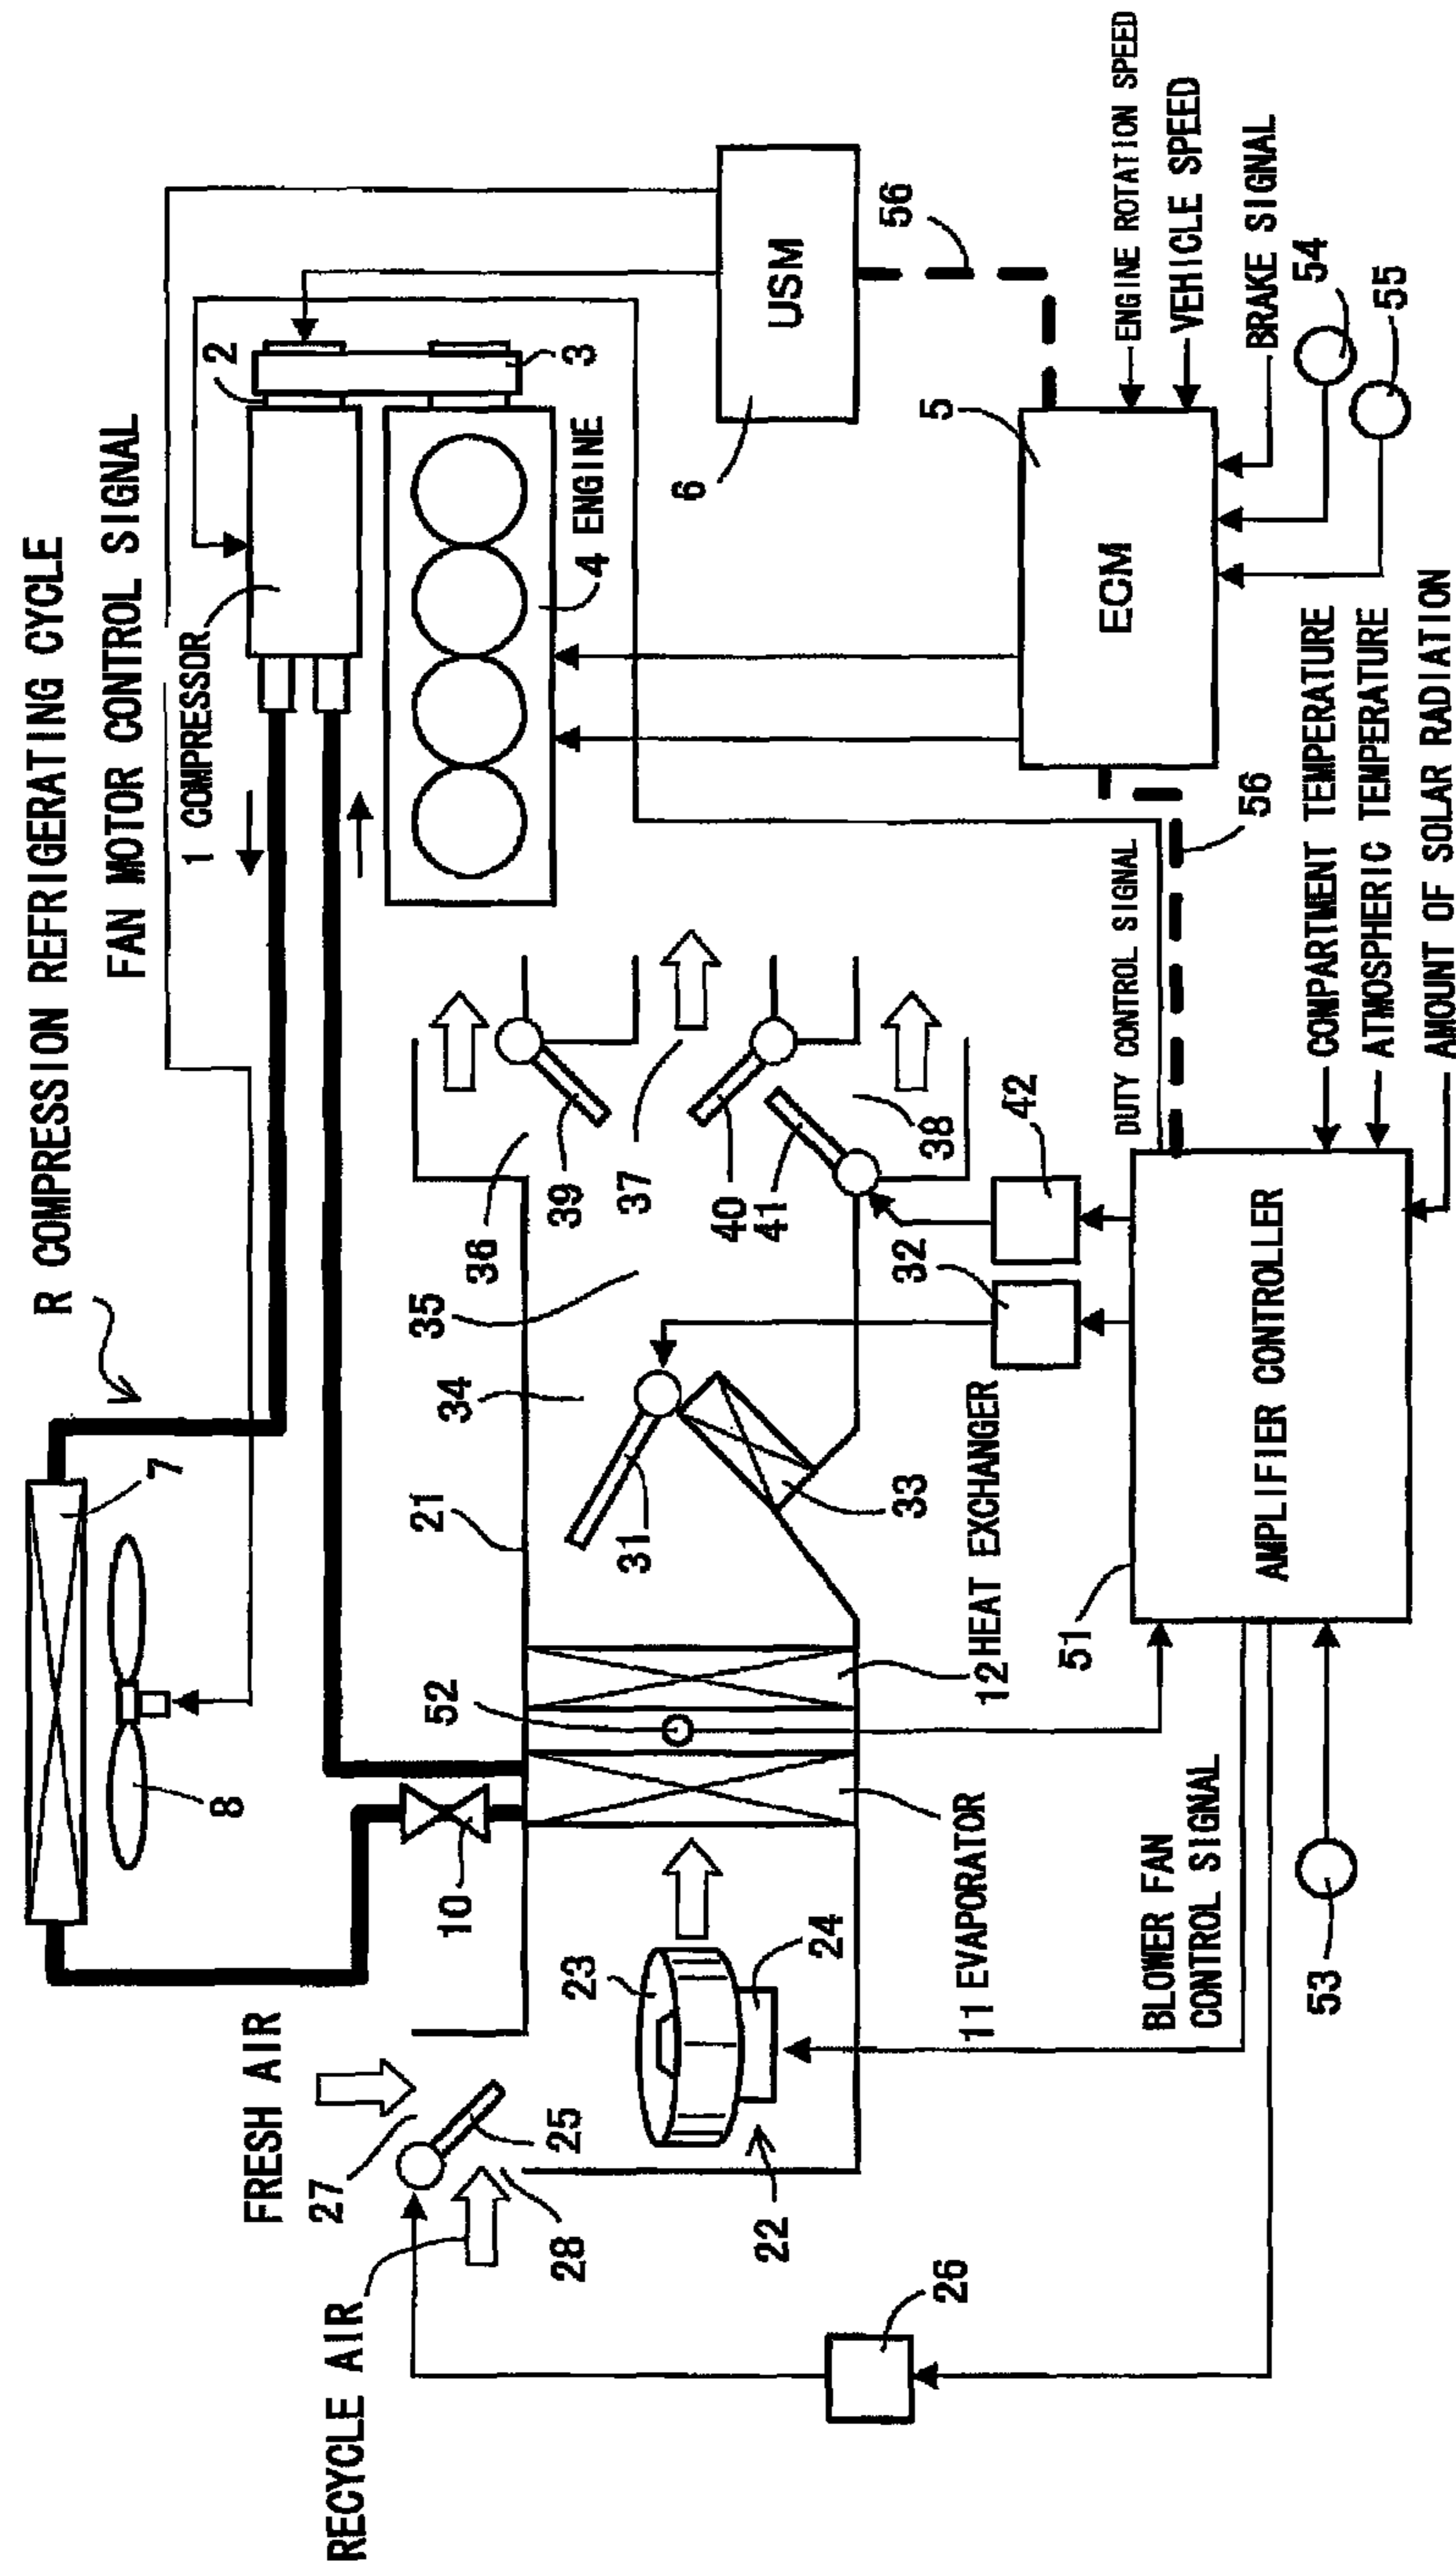 R COMPRESSION REFRIGERATING CYCLE
FAN MOTOR CONTROL SIGNAL
1 COMPRESSOR
2
3
4 ENGINE
7
8
10
6
USM
56
5
ECM
ENGINE ROTATION SPEED
VEHICLE SPEED
BRAKE SIGNAL
54
55
FRESH AIR
27
RECYCLE AIR
28
25
26
22
23
24
11 EVAPORATOR
52
12 HEAT EXCHANGER
21
31
33
34
35
36
39
37
40
41
38
32
42
DUTY CONTROL SIGNAL
56
51
AMPLIFIER CONTROLLER
BLOWER FAN
CONTROL SIGNAL
53
COMPARTMENT TEMPERATURE
ATMOSPHERIC TEMPERATURE
AMOUNT OF SOLAR RADIATION